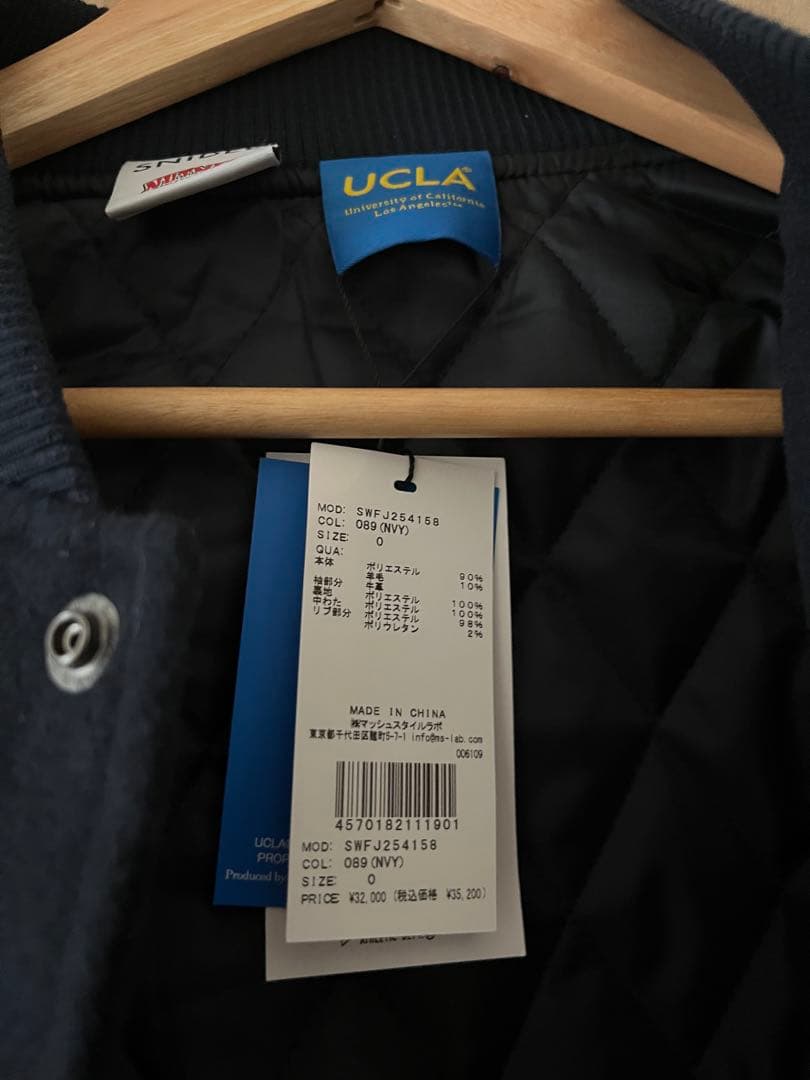 SNIDEL
UCLA
University of California
Los Angeles
MOD: SWFJ254158
COL: 089(NVY)
SIZE: 0
QUA:
本体 ポリエステル 90%
羊毛 10%
袖部分 牛革
裏地 ポリエステル 100%
中わた ポリエステル 100%
リブ部分 ポリエステル 98%
ポリウレタン 2%
MADE IN CHINA
㈱マッシュスタイルラボ
東京都千代田区麹町5-7-1 info@ms-lab.com
006109
4570182111901
MOD: SWFJ254158
COL: 089(NVY)
SIZE 0
PRICE ¥32,000 (税込価格 ¥35,200)
UCLA
PROP
Produced by
ATHLETIC